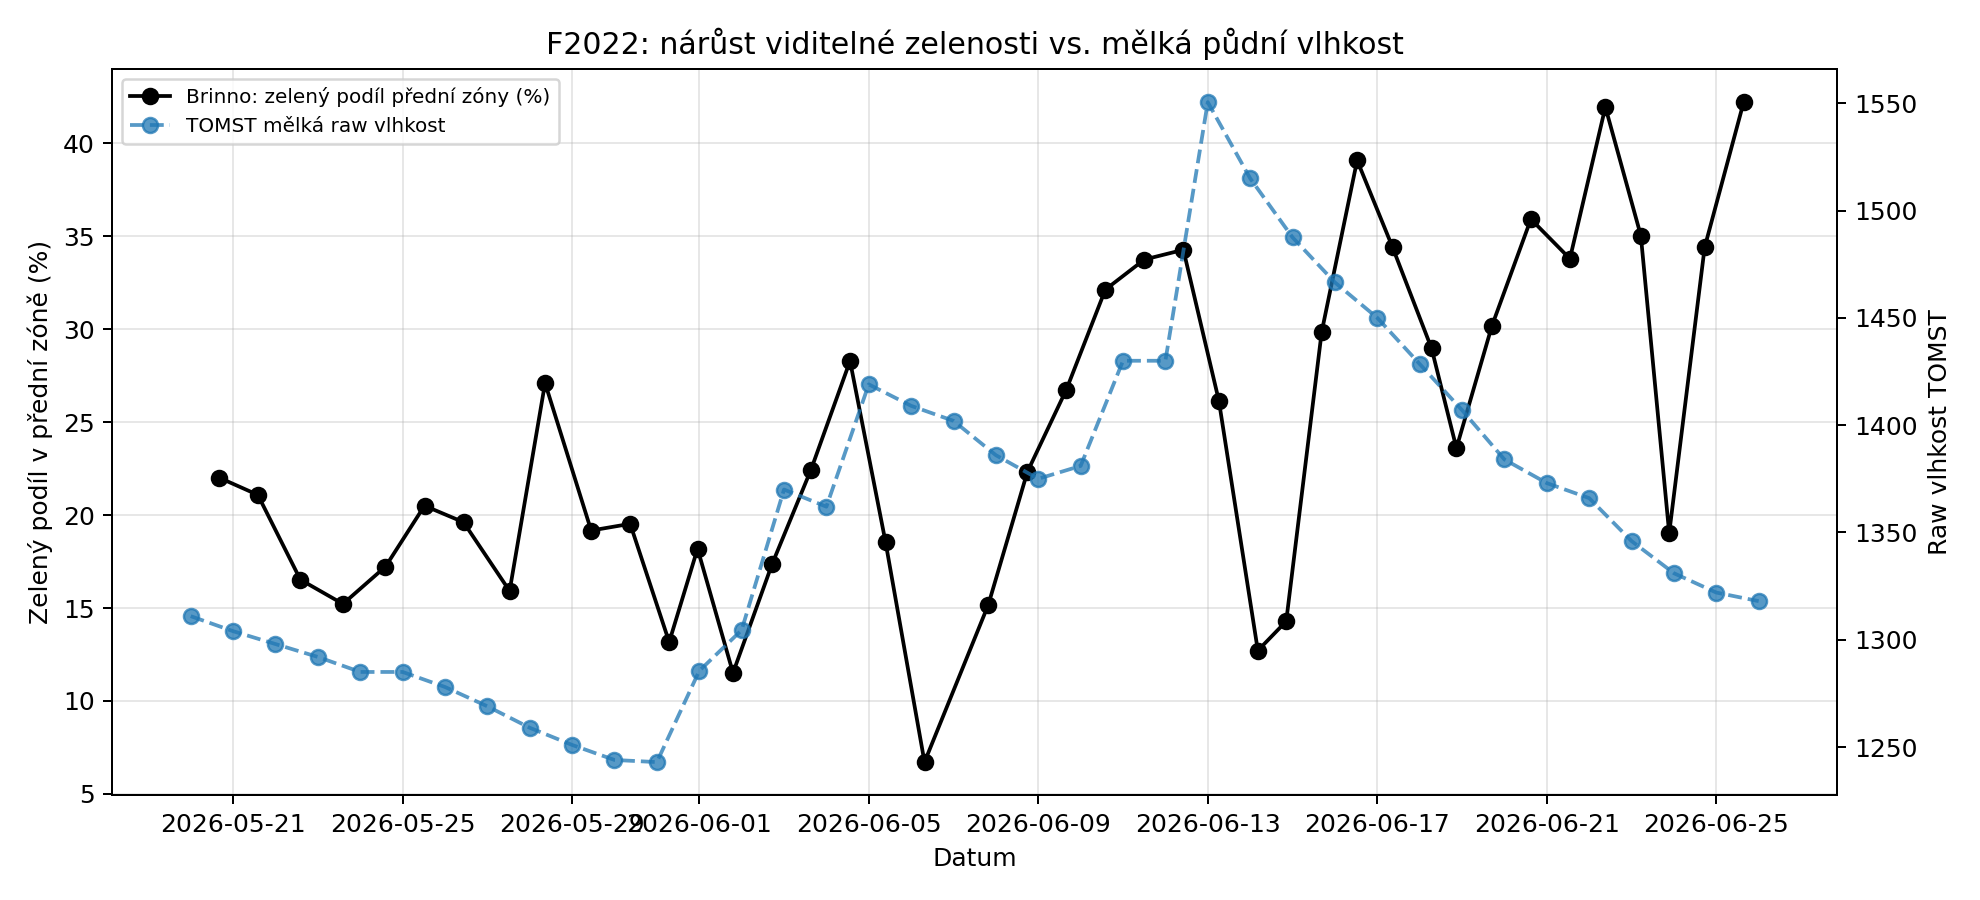 F2022: nárůst viditelné zelenosti vs. mělká půdní vlhkost
Brinno: zelený podíl přední zóny (%)
TOMST mělká raw vlhkost
Zelený podíl v přední zóně (%)
40
35
30
25
20
15
10
5
1550
1500
1450
1400
1350
1300
1250
Raw vlhkost TOMST
2026-05-21 2026-05-25 2026-05-29 2026-06-01 2026-06-05 2026-06-09 2026-06-13 2026-06-17 2026-06-21 2026-06-25
Datum